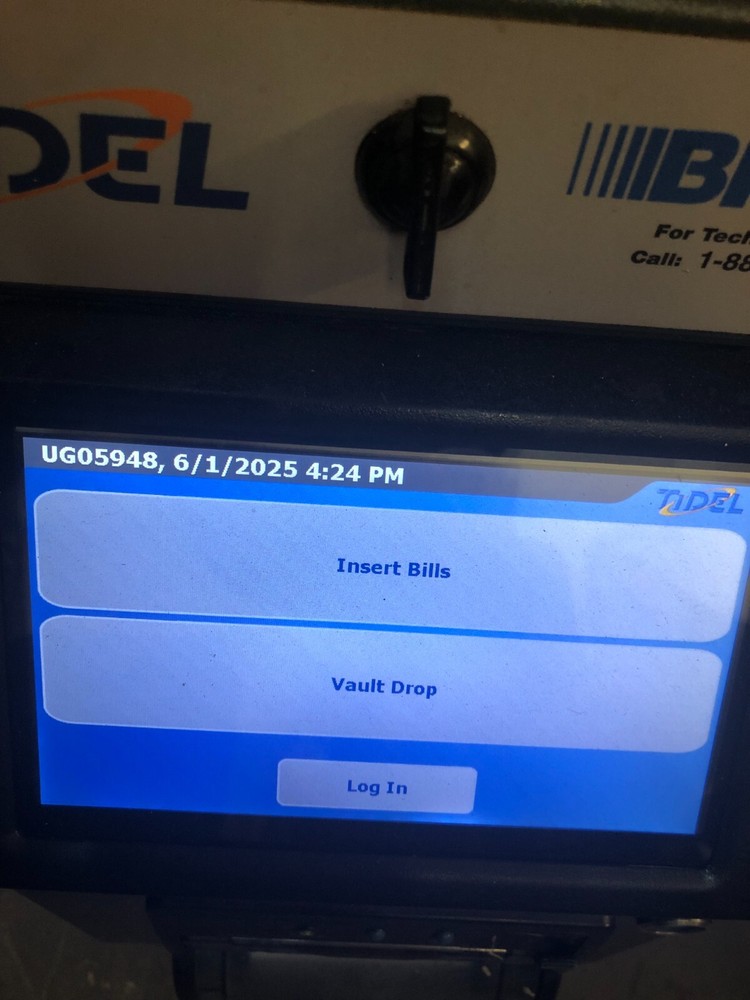 DEL
For Tech
Call: 1-88
UG05948, 6/1/2025 4:24 PM
TIDEL
Insert Bills
Vault Drop
Log In